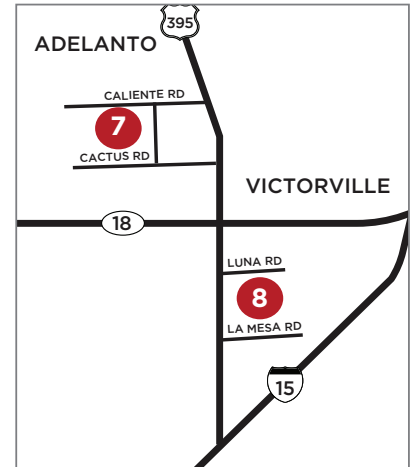 395
ADELANTO
CALIENTE RD
7
CACTUS RD
VICTORVILLE
18
LUNA RD
8
LA MESA RD
15